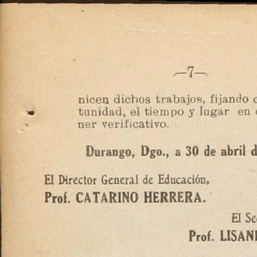 —7—
nicen dichos trabajos, fijando
tunidad, el tiempo y lugar en
ner verificativo.
Durango, Dgo., a 30 de abril d
El Director General de Educación,
Prof. CATARINO HERRERA.
El Se
Prof. LISAN